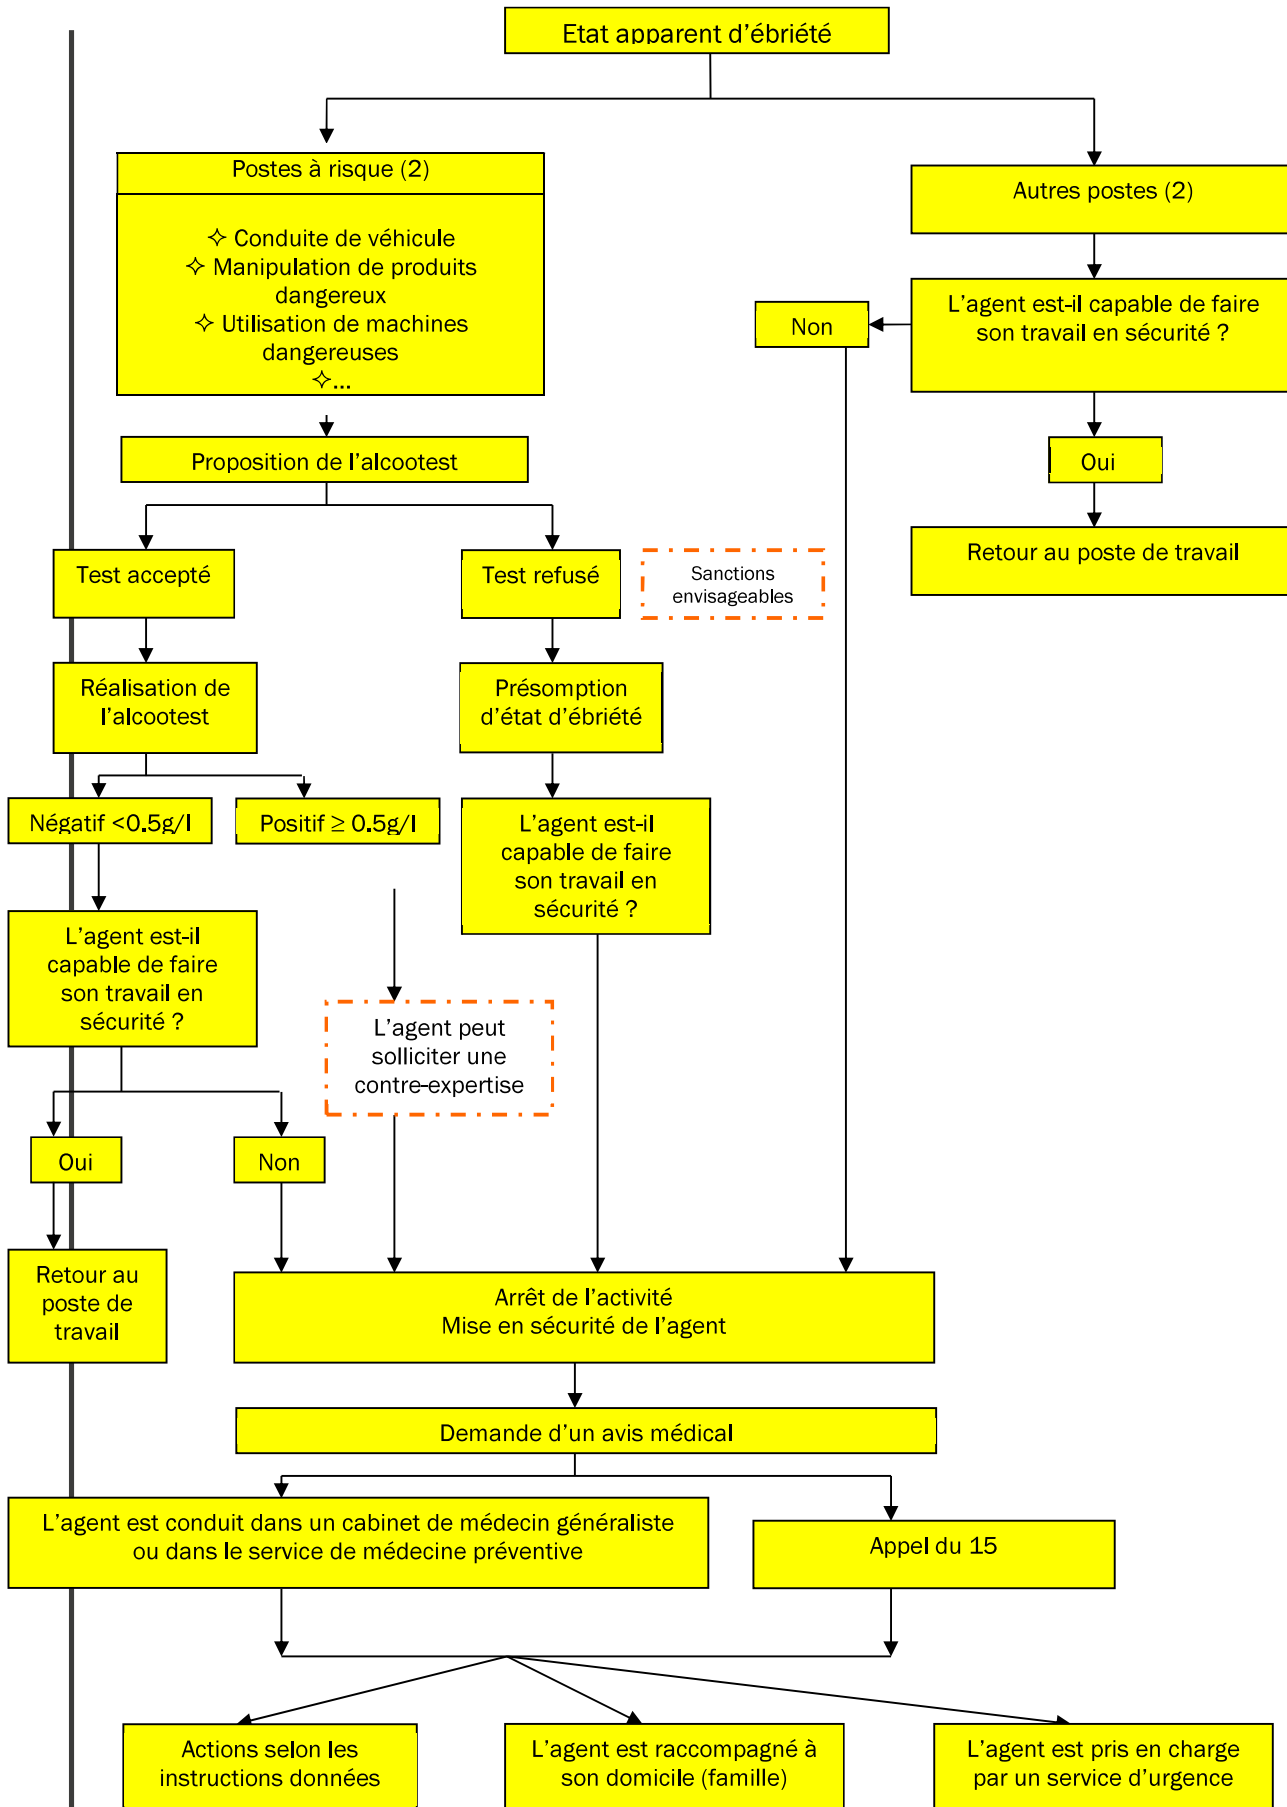 Etat apparent d'ébriété
Postes à risque (2)
✧ Conduite de véhicule
✧ Manipulation de produits
dangereux
✧ Utilisation de machines
dangereuses
✧...
Autres postes (2)
Non
L'agent est-il capable de faire
son travail en sécurité ?
Proposition de l'alcootest
Oui
Test accepté
Test refusé
Sanctions
envisageables
Retour au poste de travail
Réalisation de
l'alcootest
Présomption
d'état d'ébriété
Négatif <0.5g/l
Positif ≥ 0.5g/l
L'agent est-il
capable de faire
son travail en
sécurité ?
L'agent est-il
capable de faire
son travail en
sécurité ?
L'agent peut
solliciter une
contre-expertise
Oui
Non
Retour au
poste de
travail
Arrêt de l'activité
Mise en sécurité de l'agent
Demande d'un avis médical
L'agent est conduit dans un cabinet de médecin généraliste
ou dans le service de médecine préventive
Appel du 15
Actions selon les
instructions données
L'agent est raccompagné à
son domicile (famille)
L'agent est pris en charge
par un service d'urgence